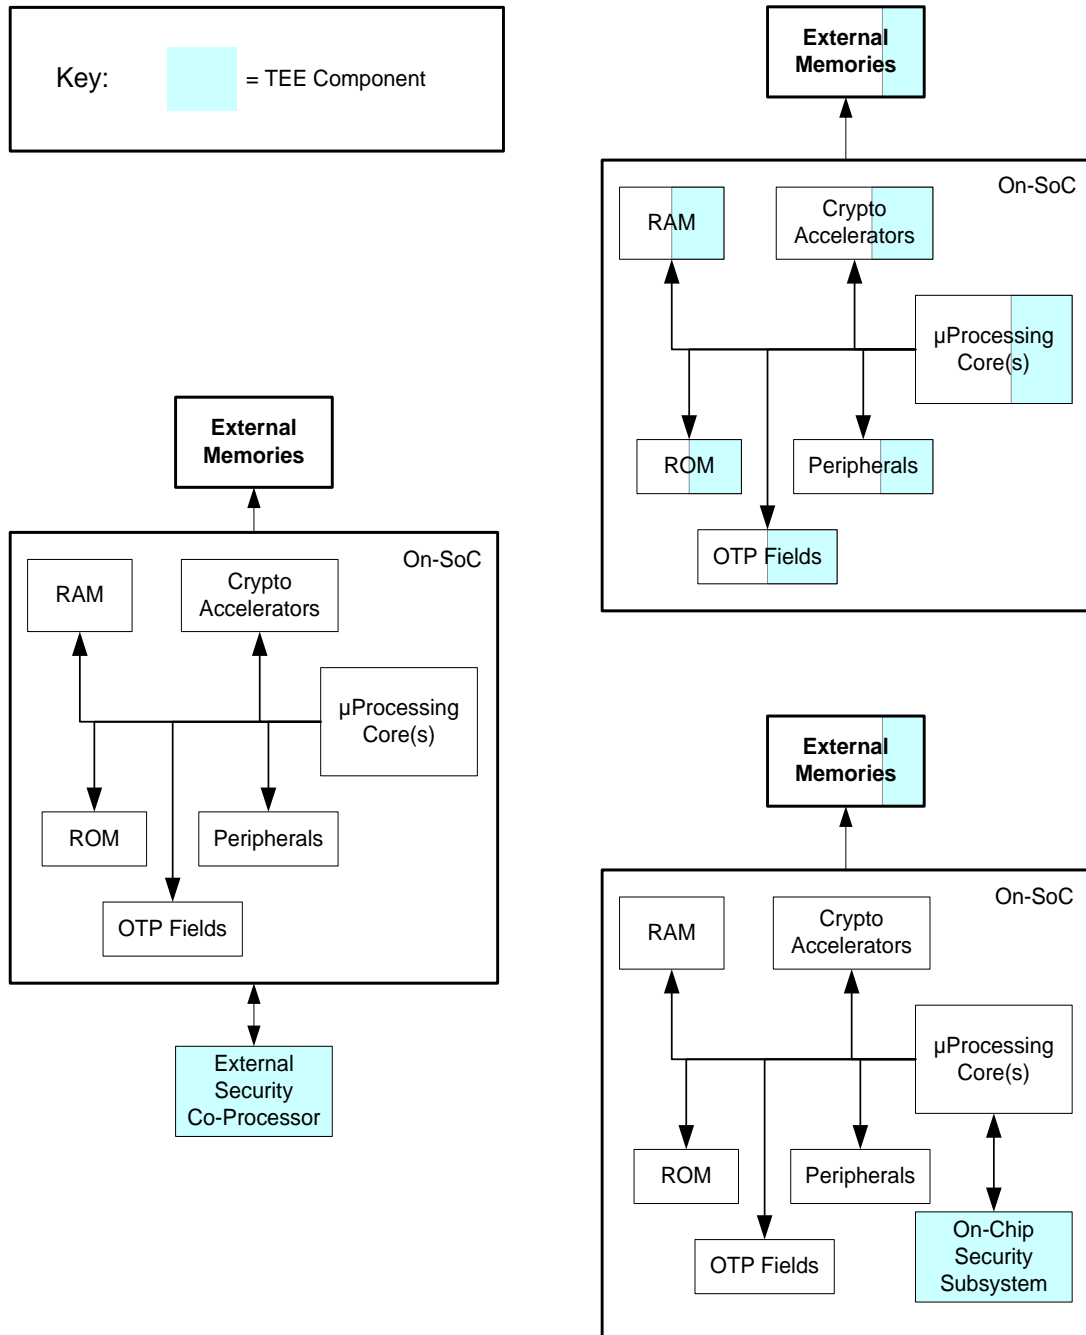 Key:
= TEE Component
External
Memories
On-SoC
RAM
Crypto
Accelerators
µProcessing
Core(s)
ROM
Peripherals
OTP Fields
External
Memories
On-SoC
RAM
Crypto
Accelerators
µProcessing
Core(s)
ROM
Peripherals
OTP Fields
External
Security
Co-Processor
External
Memories
On-SoC
RAM
Crypto
Accelerators
µProcessing
Core(s)
ROM
Peripherals
OTP Fields
On-Chip
Security
Subsystem